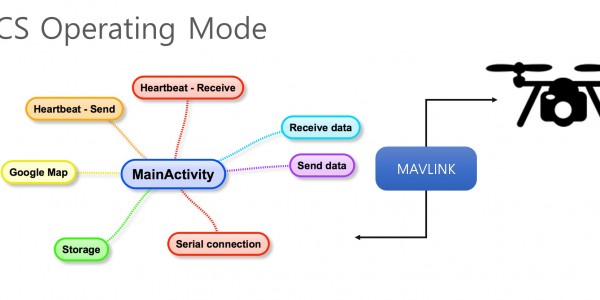 CS Operating Mode
Heartbeat - Receive
Heartbeat - Send
Receive data
Google Map
MainActivity
Send data
MAVLINK
Storage
Serial connection